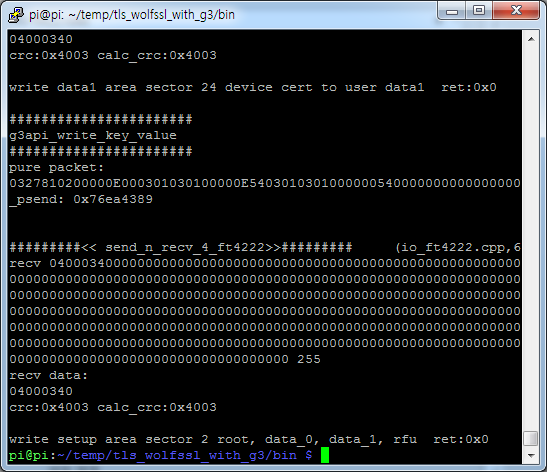 pi@pi: ~/temp/tls_wolfssl_with_g3/bin
04000340
crc:0x4003 calc_crc:0x4003
write data1 area sector 24 device cert to user data1  ret:0x0
#######################
g3api_write_key_value
#######################
pure packet:
0327810200000E000301030100000E5403010301000000540000000000000000
_psend: 0x76ea4389
#########<< send_n_recv_4_ft4222>>#########     (io_ft4222.cpp,6
recv 04000340000000000000000000000000000000000000000000000000000
0000000000000000000000000000000000000000000000000000000000000000
0000000000000000000000000000000000000000000000000000000000000000
0000000000000000000000000000000000000000000000000000000000000000
0000000000000000000000000000000000000000000000000000000000000000
0000000000000000000000000000000000000000000000000000000000000000
00000000000000000000000000000000000 255
recv data:
04000340
crc:0x4003 calc_crc:0x4003
write setup area sector 2 root, data_0, data_1, rfu  ret:0x0
pi@pi:~/temp/tls_wolfssl_with_g3/bin $